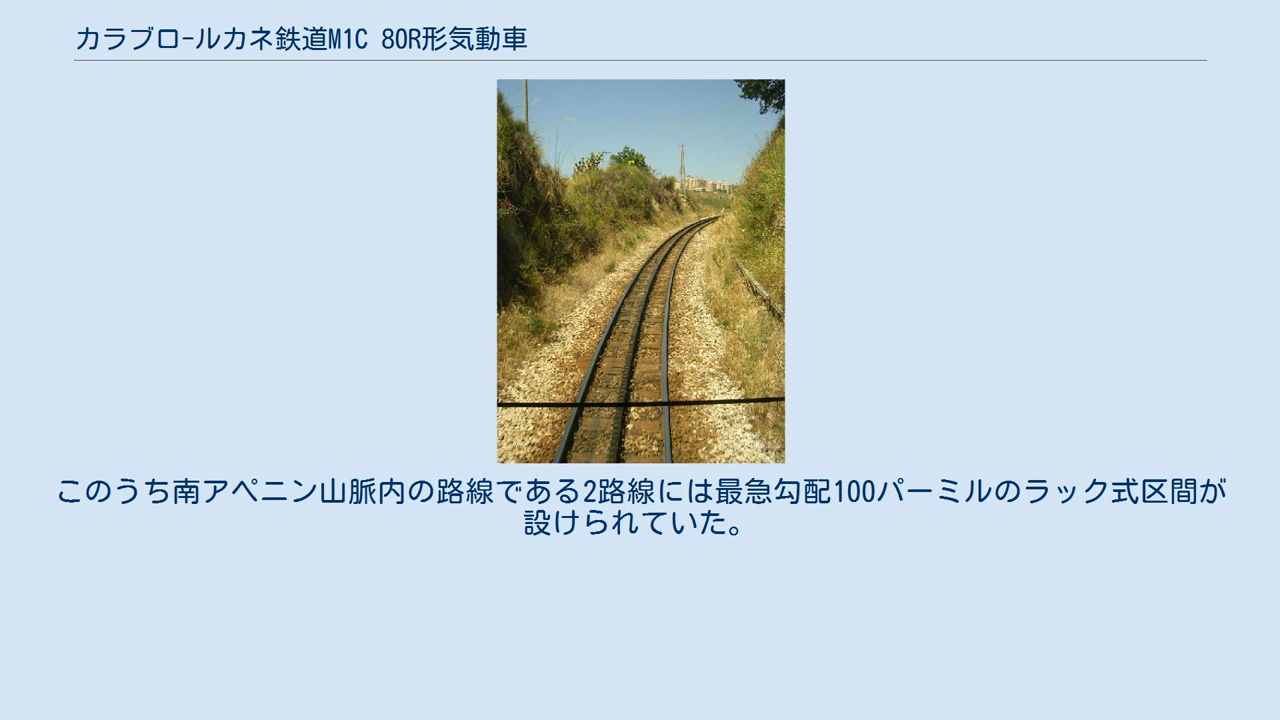 カラブロ-ルカネ鉄道M1C 80R形気動車
このうち南アペニン山脈内の路線である2路線には最急勾配100パーミルのラック式区間が
設けられていた。